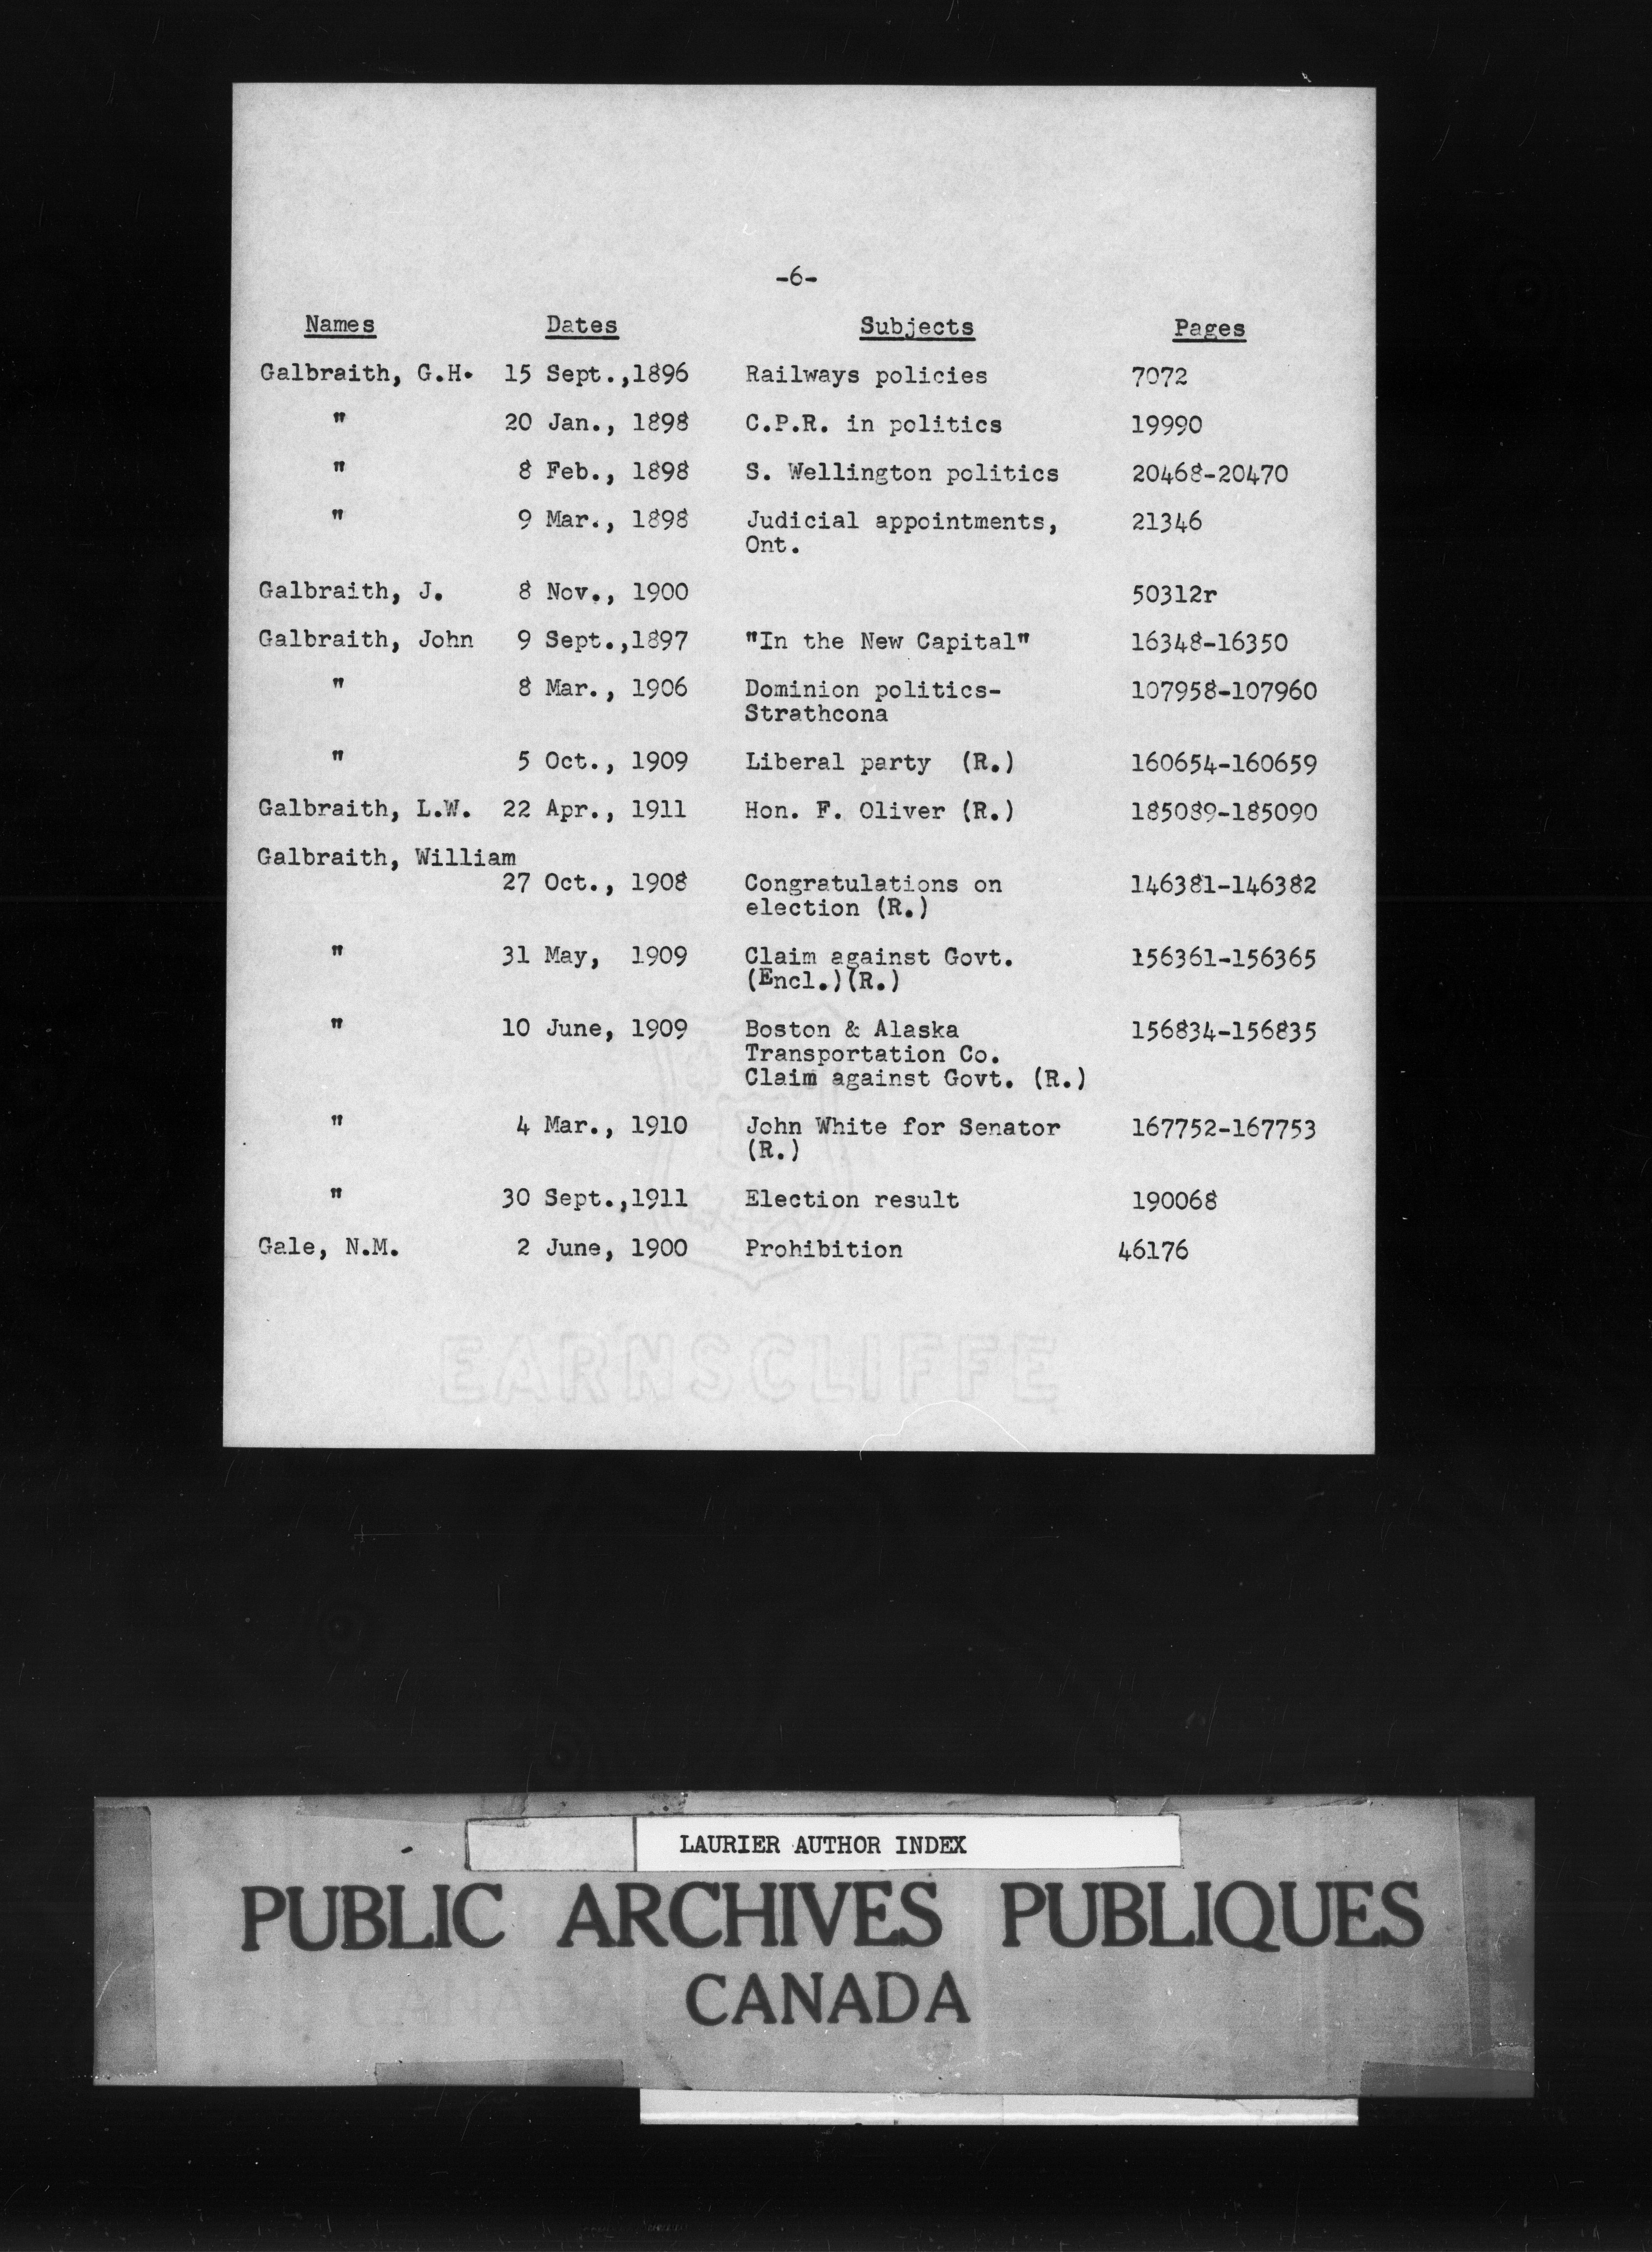 -6-
Names Dates Subjects Pages
Galbraith, G.H. 15 Sept.,1896 Railways policies 7072
" 20 Jan., 1898 C.P.R. in politics 19990
" 8 Feb., 1898 S. Wellington politics 20468-20470
" 9 Mar., 1898 Judicial appointments, 21346
Ont.
Galbraith, J. 8 Nov., 1900 50312r
Galbraith, John 9 Sept.,1897 "In the New Capital" 16348-16350
" 8 Mar., 1906 Dominion politics- 107958-107960
Strathcona
" 5 Oct., 1909 Liberal party (R.) 160654-160659
Galbraith, L.W. 22 Apr., 1911 Hon. F. Oliver (R.) 185089-185090
Galbraith, William
27 Oct., 1908 Congratulations on 146381-146382
election (R.)
" 31 May, 1909 Claim against Govt. 156361-156365
(Encl.)(R.)
" 10 June, 1909 Boston & Alaska 156834-156835
Transportation Co.
Claim against Govt. (R.)
" 4 Mar., 1910 John White for Senator 167752-167753
(R.)
" 30 Sept.,1911 Election result 190068
Gale, N.M. 2 June, 1900 Prohibition 46176
EARNSCLIFFE
LAURIER AUTHOR INDEX
PUBLIC ARCHIVES PUBLIQUES
CANADA